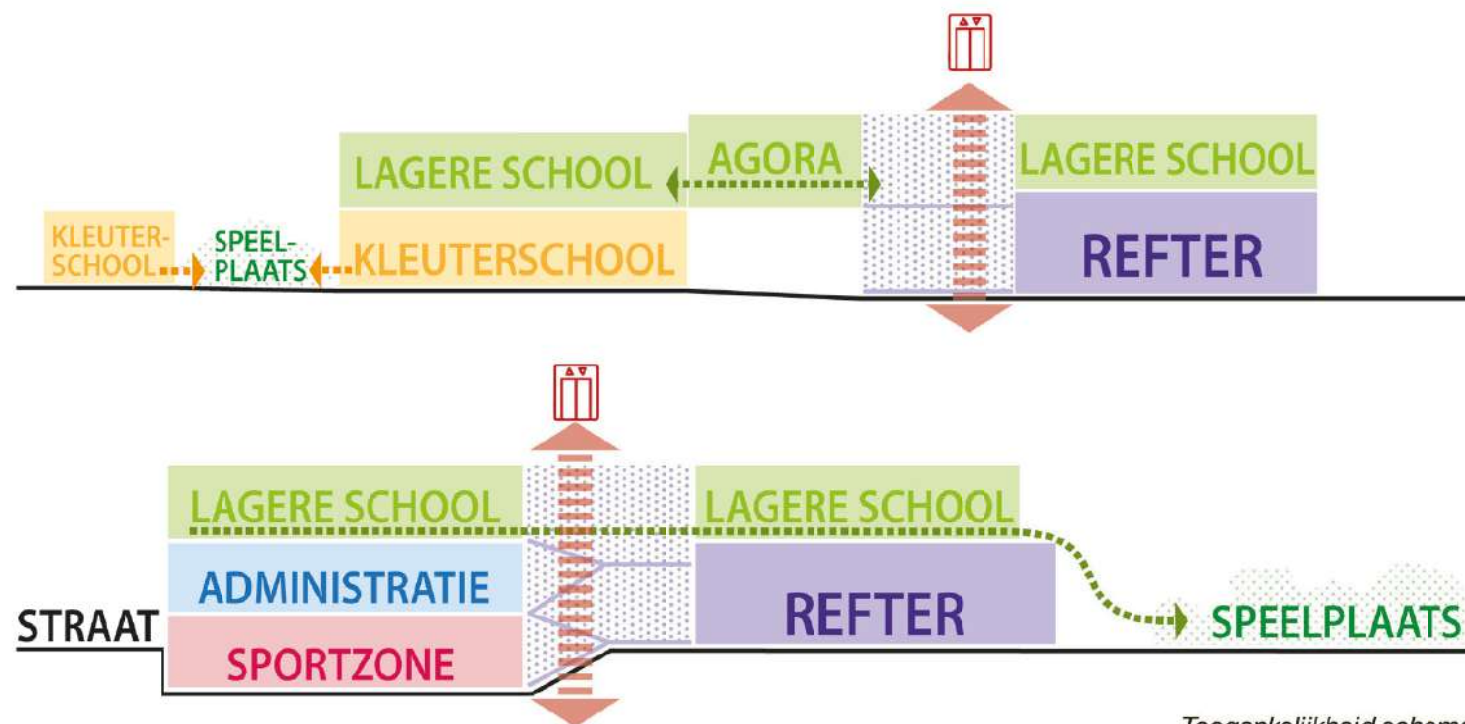 LAGERE SCHOOL
AGORA
LAGERE SCHOOL
KLEUTER-
SCHOOL
SPEEL-
PLAATS
KLEUTERSCHOOL
REFTER
LAGERE SCHOOL
LAGERE SCHOOL
ADMINISTRATIE
STRAAT
SPORTZONE
REFTER
SPEELPLAATS